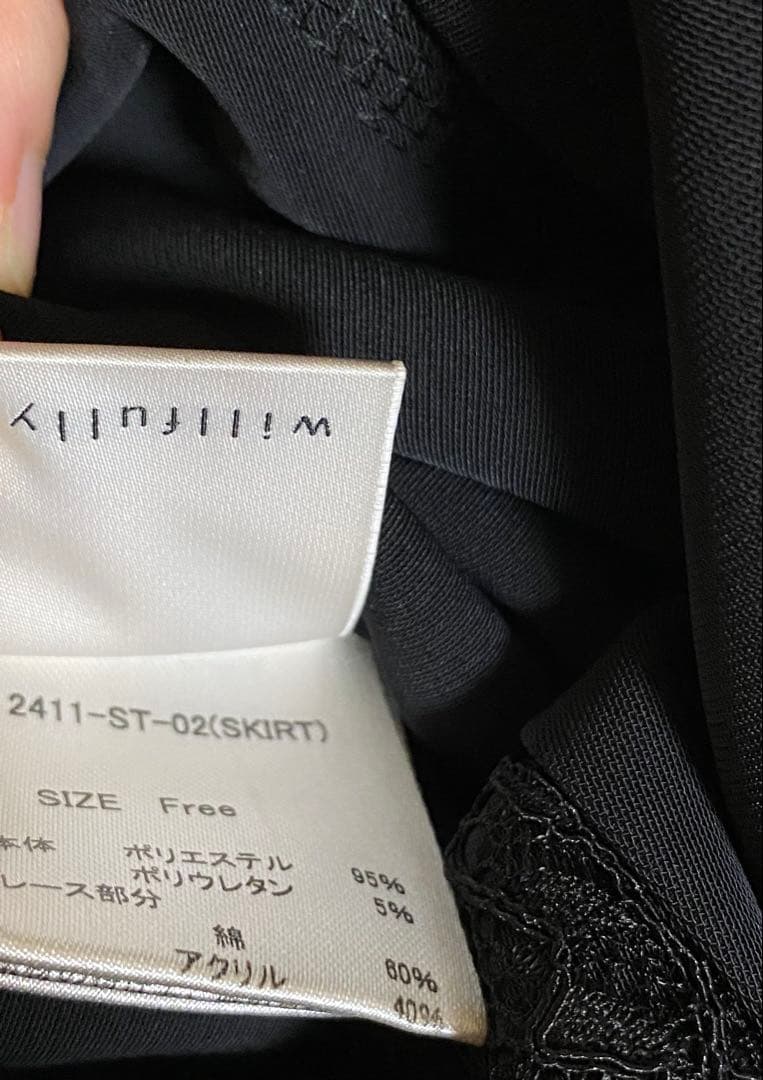 willfully
2411-ST-02(SKIRT)
SIZE Free
本体 ポリエステル 95%
ポリウレタン 5%
レース部分
綿 60%
アクリル 40%